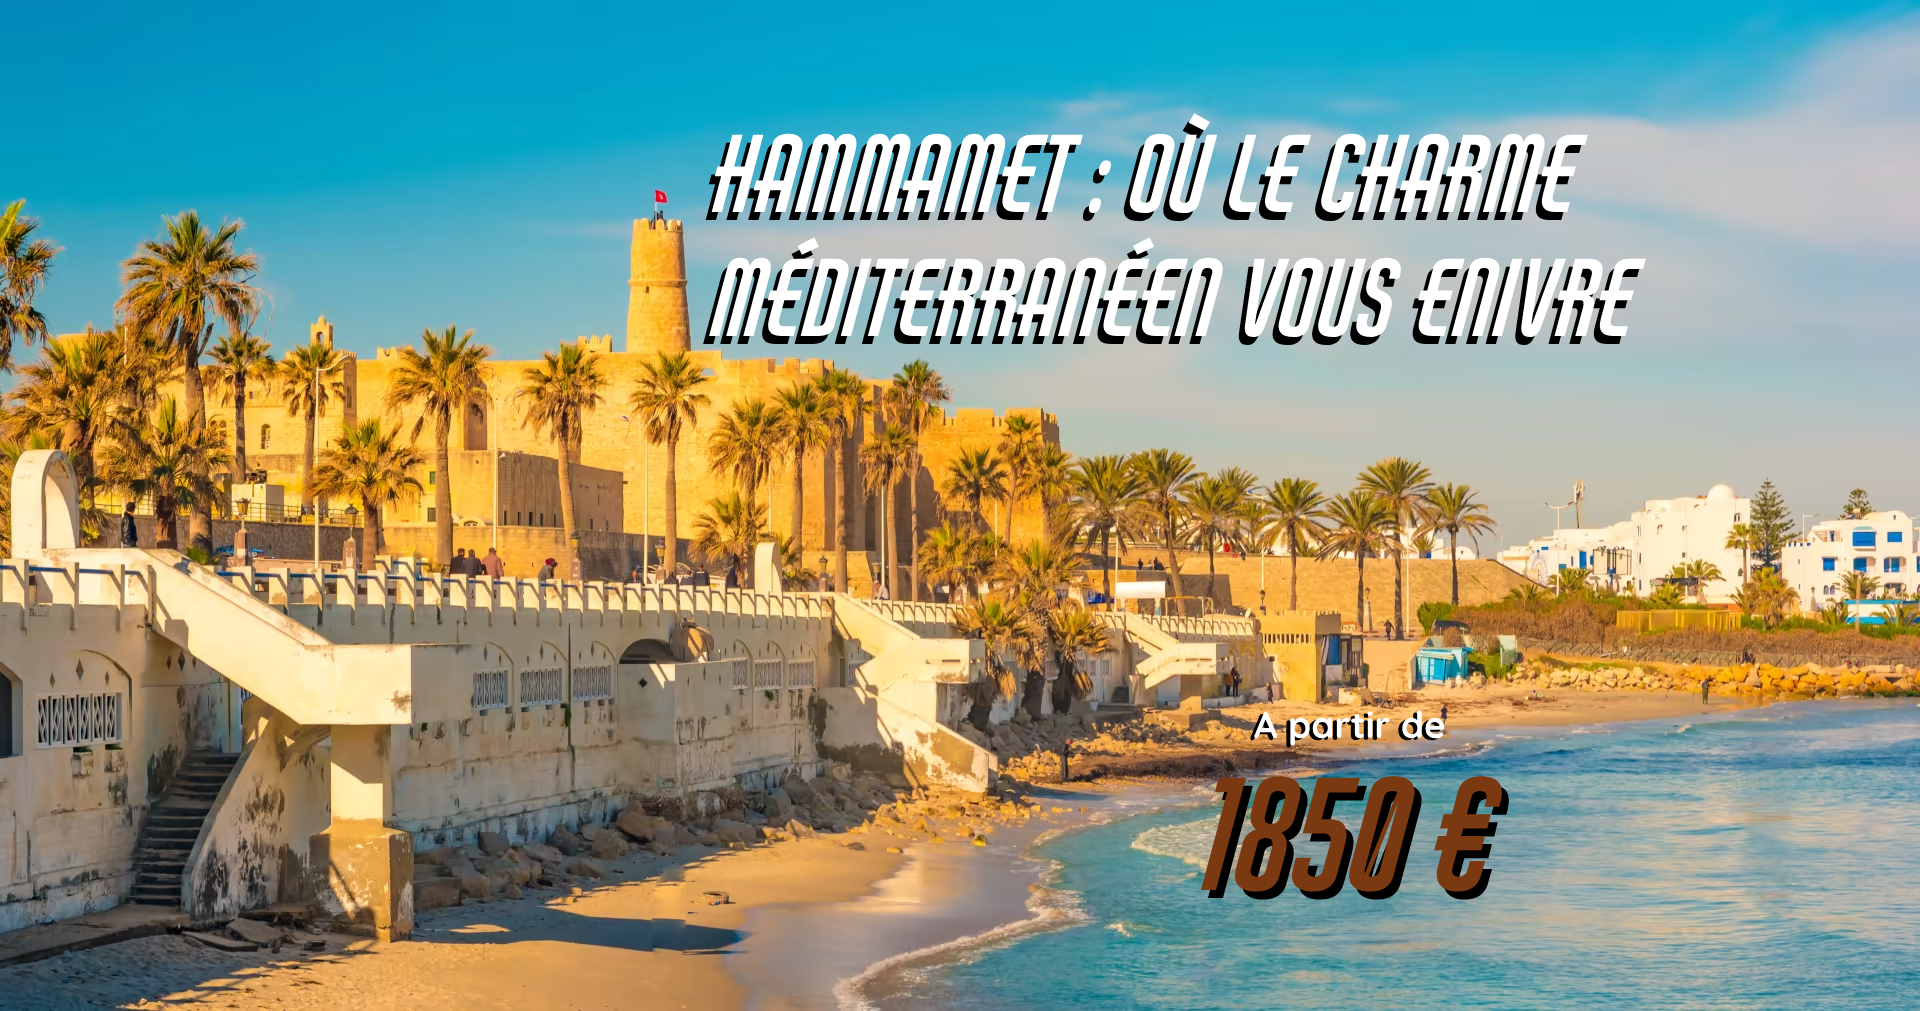 HAMMAMET : OÙ LE CHARME
MÉDITERRANÉEN VOUS ENIVRE
A partir de
1850 €